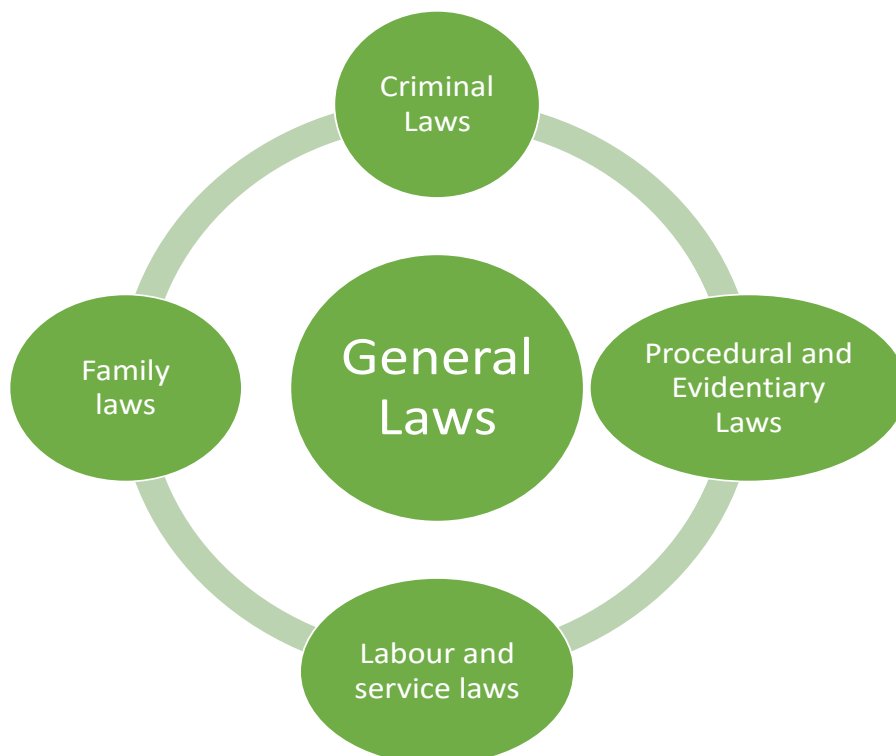 Criminal
Laws
General
Laws
Procedural and
Evidentiary
Laws
Family
laws
Labour and
service laws